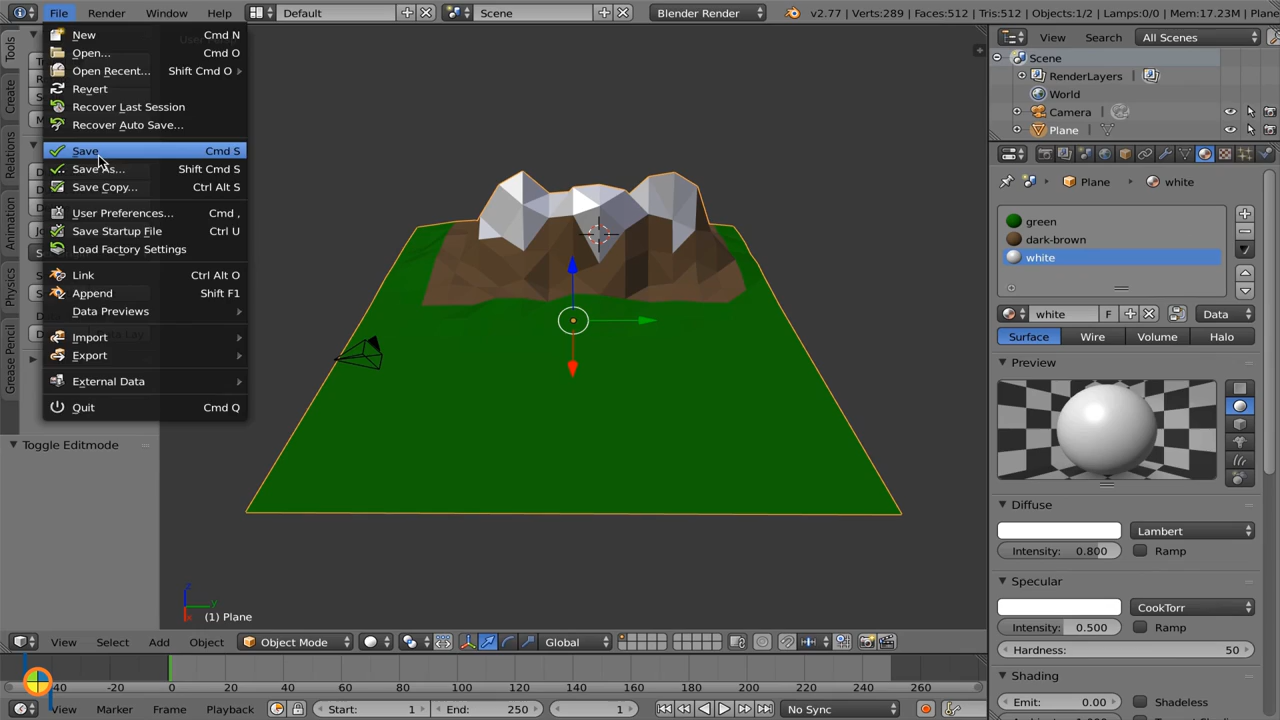 File Render Window Help Default Scene Blender Render v2.77 | Verts:289 | Faces:512 | Tris:512 | Objects:1/2 | Lamps:0/0 | Mem:17.23M | Plane
New Cmd N
Open... Cmd O
Open Recent... Shift Cmd O
Revert
Recover Last Session
Recover Auto Save...
Save Cmd S
Save As... Shift Cmd S
Save Copy... Ctrl Alt S
User Preferences... Cmd ,
Save Startup File Ctrl U
Load Factory Settings
Link Ctrl Alt O
Append Shift F1
Data Previews
Import
Export
External Data
Quit Cmd Q
Tools
Create
Relations
Animation
Physics
Grease Pencil
Toggle Editmode
(1) Plane
z
y
x
View Select Add Object Object Mode Global
-20 0 20 40 60 80 100 120 140 160 180 200 220 240 260
View Marker Frame Playback Start: 1 End: 250 1 No Sync
View Search All Scenes
Scene
RenderLayers
World
Camera
Plane
Plane white
green
dark-brown
white
white F Data
Surface Wire Volume Halo
Preview
Diffuse
Lambert
Intensity: 0.800 Ramp
Specular
CookTorr
Intensity: 0.500 Ramp
Hardness: 50
Shading
Emit: 0.00 Shadeless